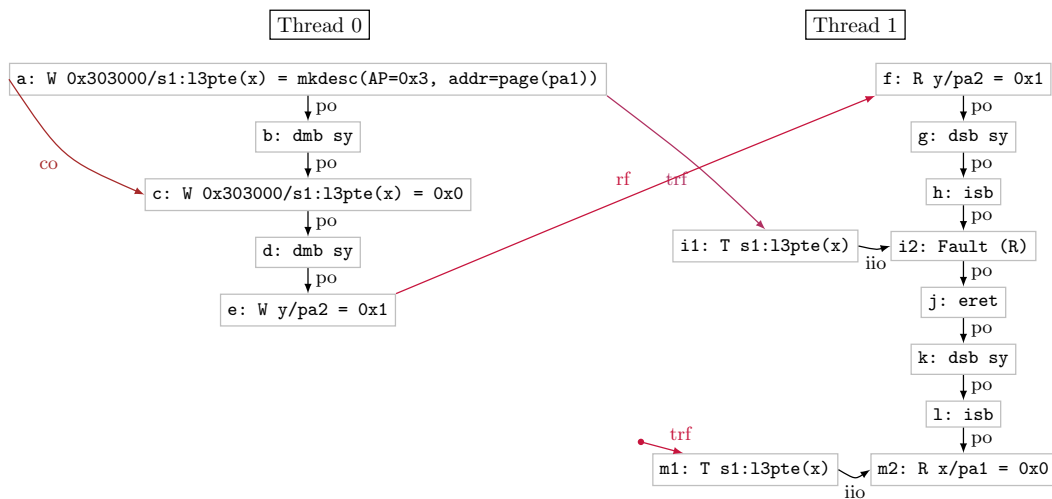 Thread 0
Thread 1
a: W 0x303000/s1:l3pte(x) = mkdesc(AP=0x3, addr=page(pa1))
f: R y/pa2 = 0x1
po
po
b: dmb sy
g: dsb sy
po
po
co
rf
trf
c: W 0x303000/s1:l3pte(x) = 0x0
h: isb
po
po
d: dmb sy
i1: T s1:l3pte(x)
iio
i2: Fault (R)
po
po
e: W y/pa2 = 0x1
j: eret
po
k: dsb sy
po
l: isb
po
trf
m1: T s1:l3pte(x)
iio
m2: R x/pa1 = 0x0